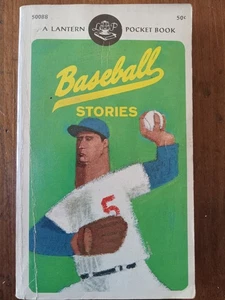 50088 50¢
A LANTERN POCKET BOOK
Baseball
STORIES
5